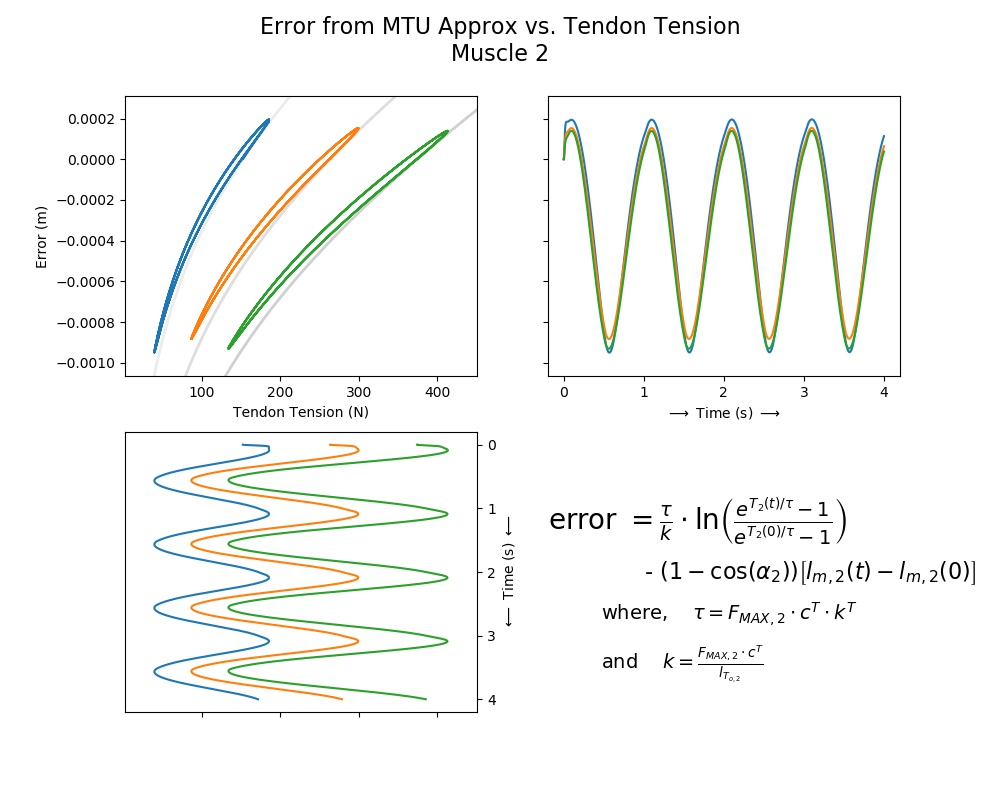 Error from MTU Approx vs. Tendon Tension
Muscle 2
0.0002
0.0000
−0.0002
−0.0004
−0.0006
−0.0008
−0.0010
Error (m)
100 200 300 400
Tendon Tension (N)
0 1 2 3 4
⟶ Time (s) ⟶
0
1
2
3
4
⟵ Time (s) ⟵
error = τ/k · ln((e^{T₂(t)/τ} − 1)/(e^{T₂(0)/τ} − 1))
- (1 − cos(α₂))[l_{m,2}(t) − l_{m,2}(0)]
where, τ = F_{MAX,2} · c^T · k^T
and k = F_{MAX,2} · c^T / l_{T_{o,2}}